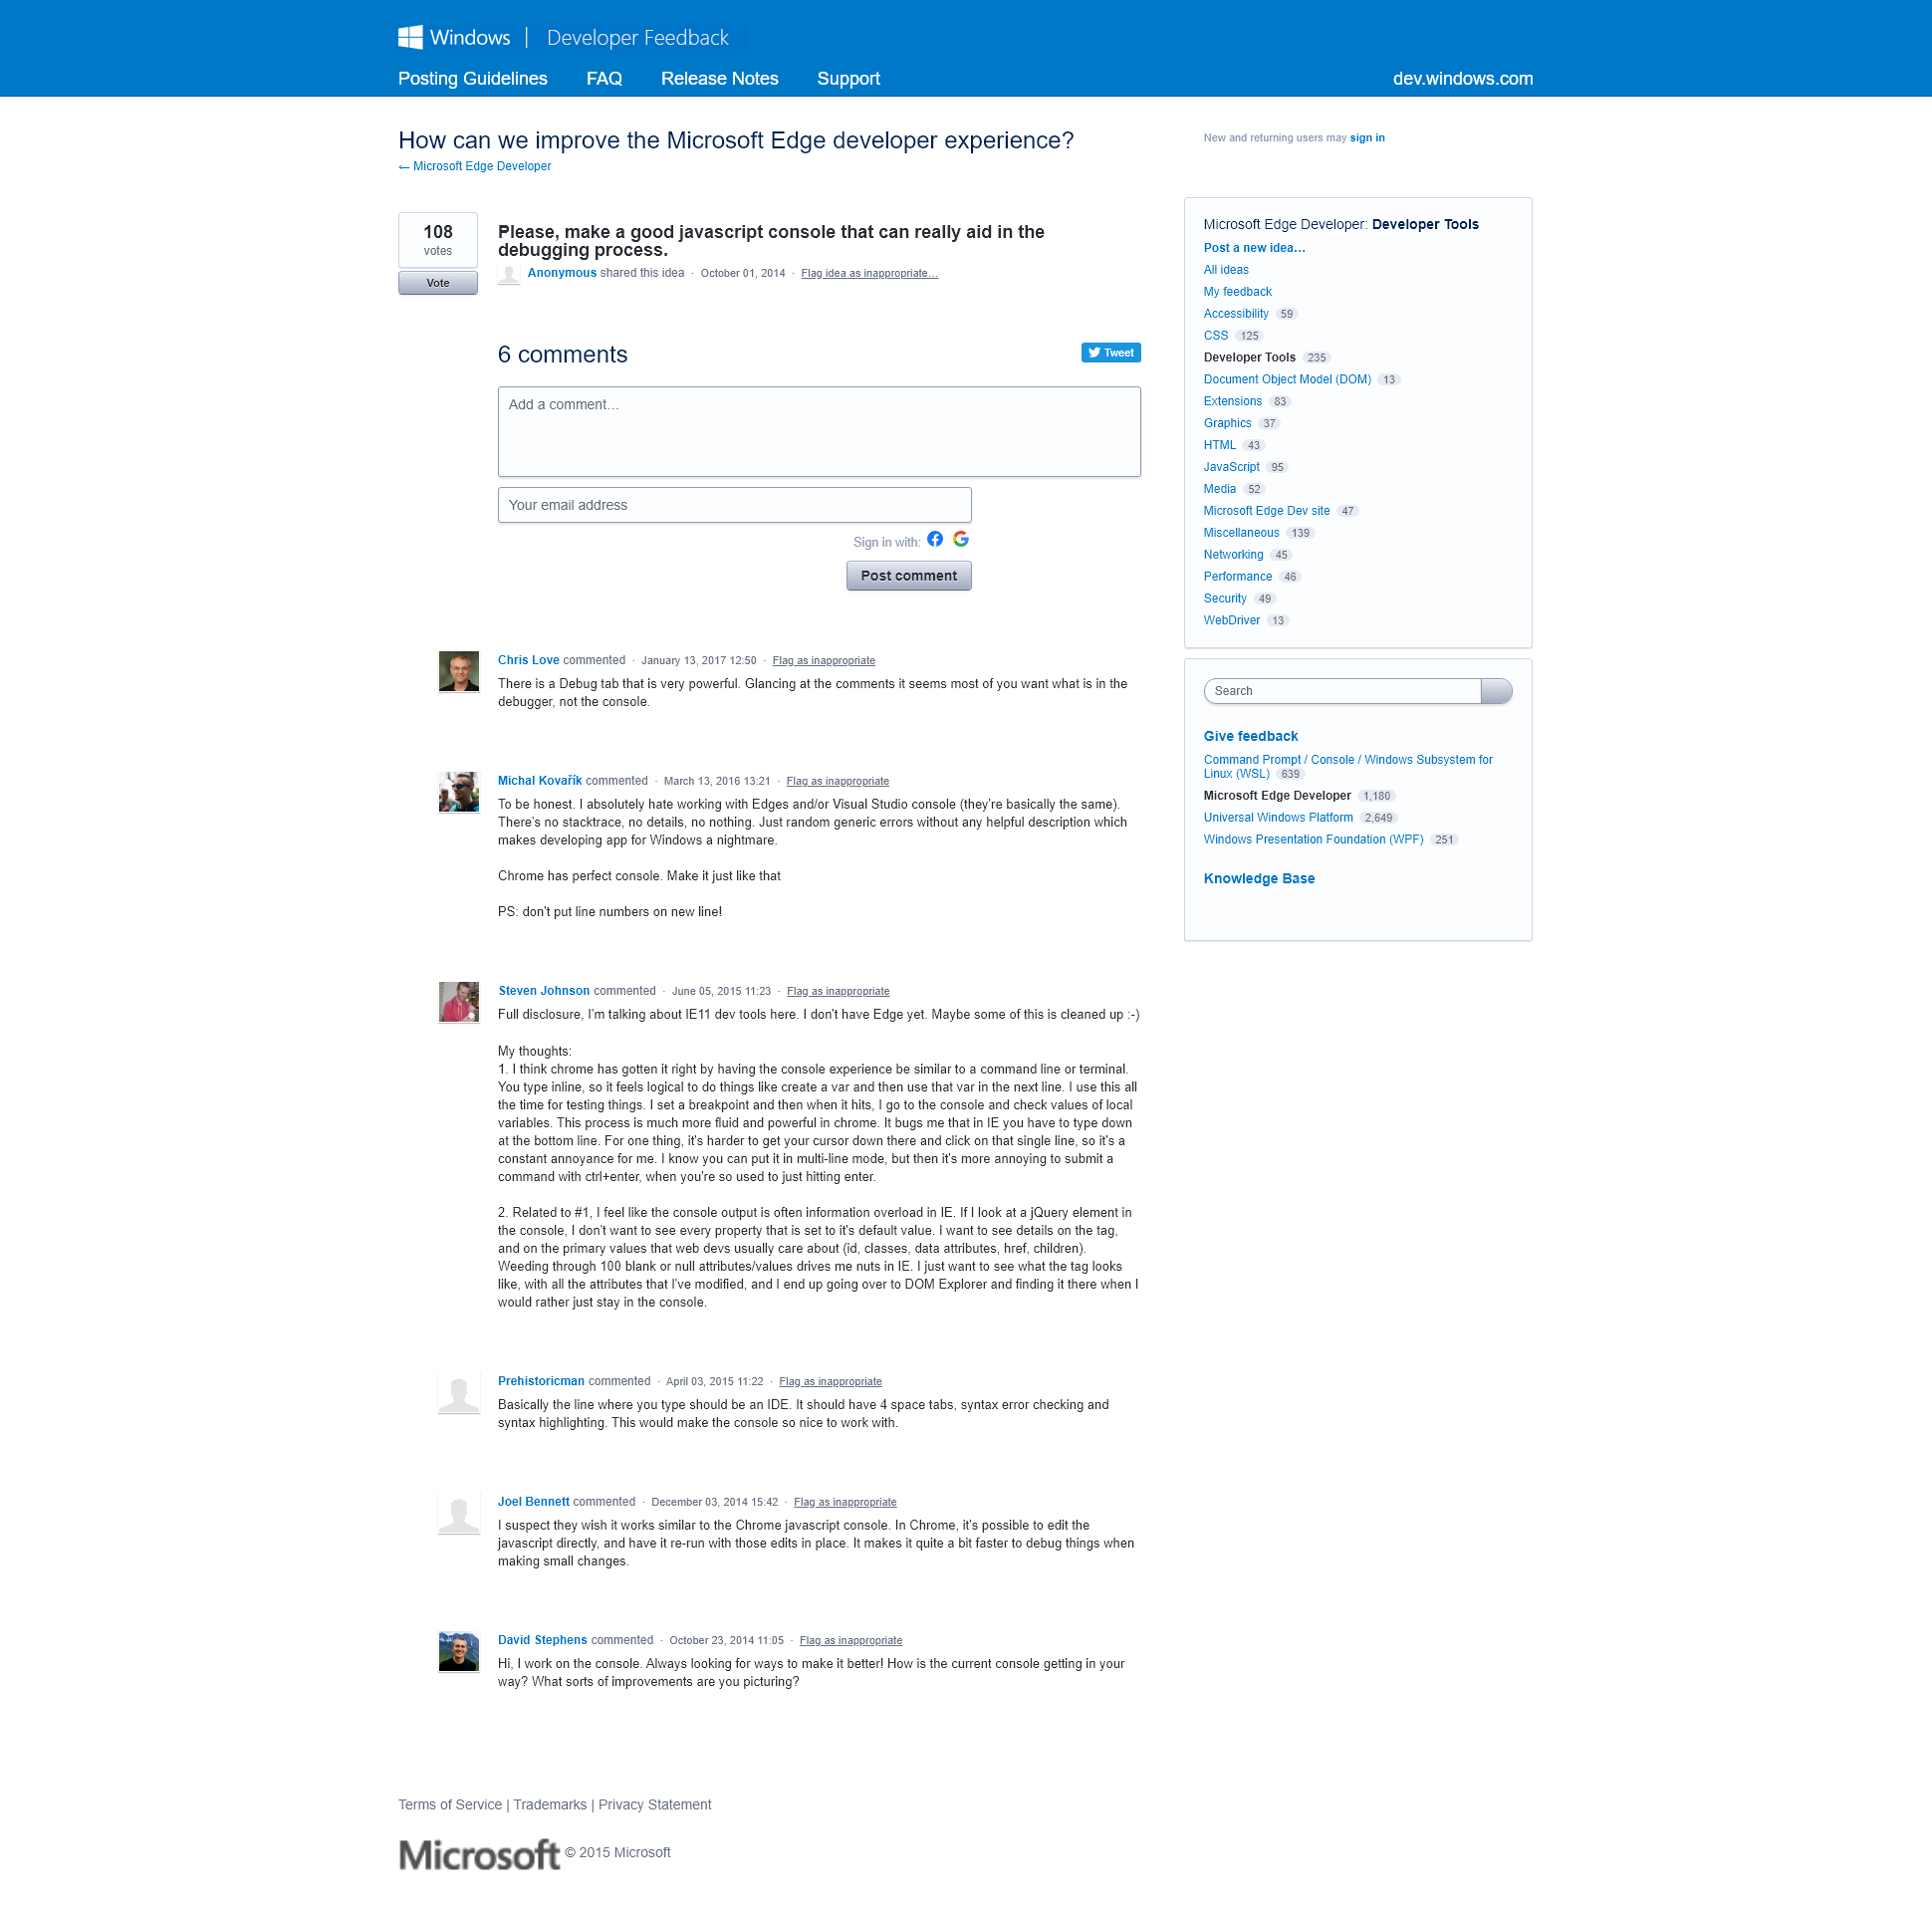 Windows | Developer Feedback
Posting Guidelines FAQ Release Notes Support dev.windows.com
How can we improve the Microsoft Edge developer experience?
← Microsoft Edge Developer
New and returning users may sign in
108
votes
Vote
Please, make a good javascript console that can really aid in the
debugging process.
Anonymous shared this idea · October 01, 2014 · Flag idea as inappropriate…
6 comments
Tweet
Add a comment…
Your email address
Sign in with:
Post comment
Chris Love commented · January 13, 2017 12:50 · Flag as inappropriate
There is a Debug tab that is very powerful. Glancing at the comments it seems most of you want what is in the
debugger, not the console.
Michal Kovařík commented · March 13, 2016 13:21 · Flag as inappropriate
To be honest. I absolutely hate working with Edges and/or Visual Studio console (they're basically the same).
There's no stacktrace, no details, no nothing. Just random generic errors without any helpful description which
makes developing app for Windows a nightmare.
Chrome has perfect console. Make it just like that
PS: don't put line numbers on new line!
Steven Johnson commented · June 05, 2015 11:23 · Flag as inappropriate
Full disclosure, I'm talking about IE11 dev tools here. I don't have Edge yet. Maybe some of this is cleaned up :-)
My thoughts:
1. I think chrome has gotten it right by having the console experience be similar to a command line or terminal.
You type inline, so it feels logical to do things like create a var and then use that var in the next line. I use this all
the time for testing things. I set a breakpoint and then when it hits, I go to the console and check values of local
variables. This process is much more fluid and powerful in chrome. It bugs me that in IE you have to type down
at the bottom line. For one thing, it's harder to get your cursor down there and click on that single line, so it's a
constant annoyance for me. I know you can put it in multi-line mode, but then it's more annoying to submit a
command with ctrl+enter, when you're so used to just hitting enter.
2. Related to #1, I feel like the console output is often information overload in IE. If I look at a jQuery element in
the console, I don't want to see every property that is set to it's default value. I want to see details on the tag,
and on the primary values that web devs usually care about (id, classes, data attributes, href, children).
Weeding through 100 blank or null attributes/values drives me nuts in IE. I just want to see what the tag looks
like, with all the attributes that I've modified, and I end up going over to DOM Explorer and finding it there when I
would rather just stay in the console.
Prehistoricman commented · April 03, 2015 11:22 · Flag as inappropriate
Basically the line where you type should be an IDE. It should have 4 space tabs, syntax error checking and
syntax highlighting. This would make the console so nice to work with.
Joel Bennett commented · December 03, 2014 15:42 · Flag as inappropriate
I suspect they wish it works similar to the Chrome javascript console. In Chrome, it's possible to edit the
javascript directly, and have it re-run with those edits in place. It makes it quite a bit faster to debug things when
making small changes.
David Stephens commented · October 23, 2014 11:05 · Flag as inappropriate
Hi, I work on the console. Always looking for ways to make it better! How is the current console getting in your
way? What sorts of improvements are you picturing?
Microsoft Edge Developer: Developer Tools
Post a new idea…
All ideas
My feedback
Accessibility 59
CSS 125
Developer Tools 235
Document Object Model (DOM) 13
Extensions 83
Graphics 37
HTML 43
JavaScript 95
Media 52
Microsoft Edge Dev site 47
Miscellaneous 139
Networking 45
Performance 46
Security 49
WebDriver 13
Search
Give feedback
Command Prompt / Console / Windows Subsystem for
Linux (WSL) 639
Microsoft Edge Developer 1,180
Universal Windows Platform 2,649
Windows Presentation Foundation (WPF) 251
Knowledge Base
Terms of Service | Trademarks | Privacy Statement
Microsoft © 2015 Microsoft